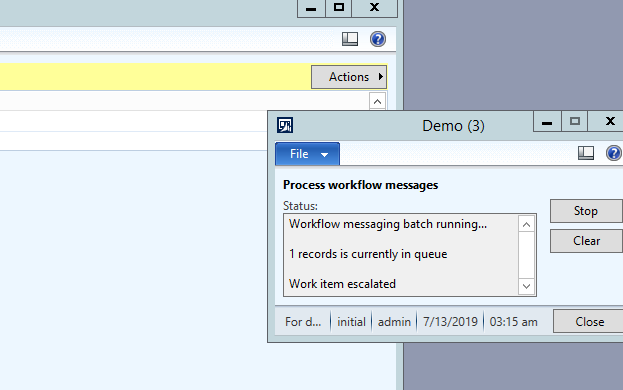 Actions
Demo (3)
File
Process workflow messages
Status:
Workflow messaging batch running...
1 records is currently in queue
Work item escalated
Stop
Clear
For d... initial admin 7/13/2019 03:15 am Close